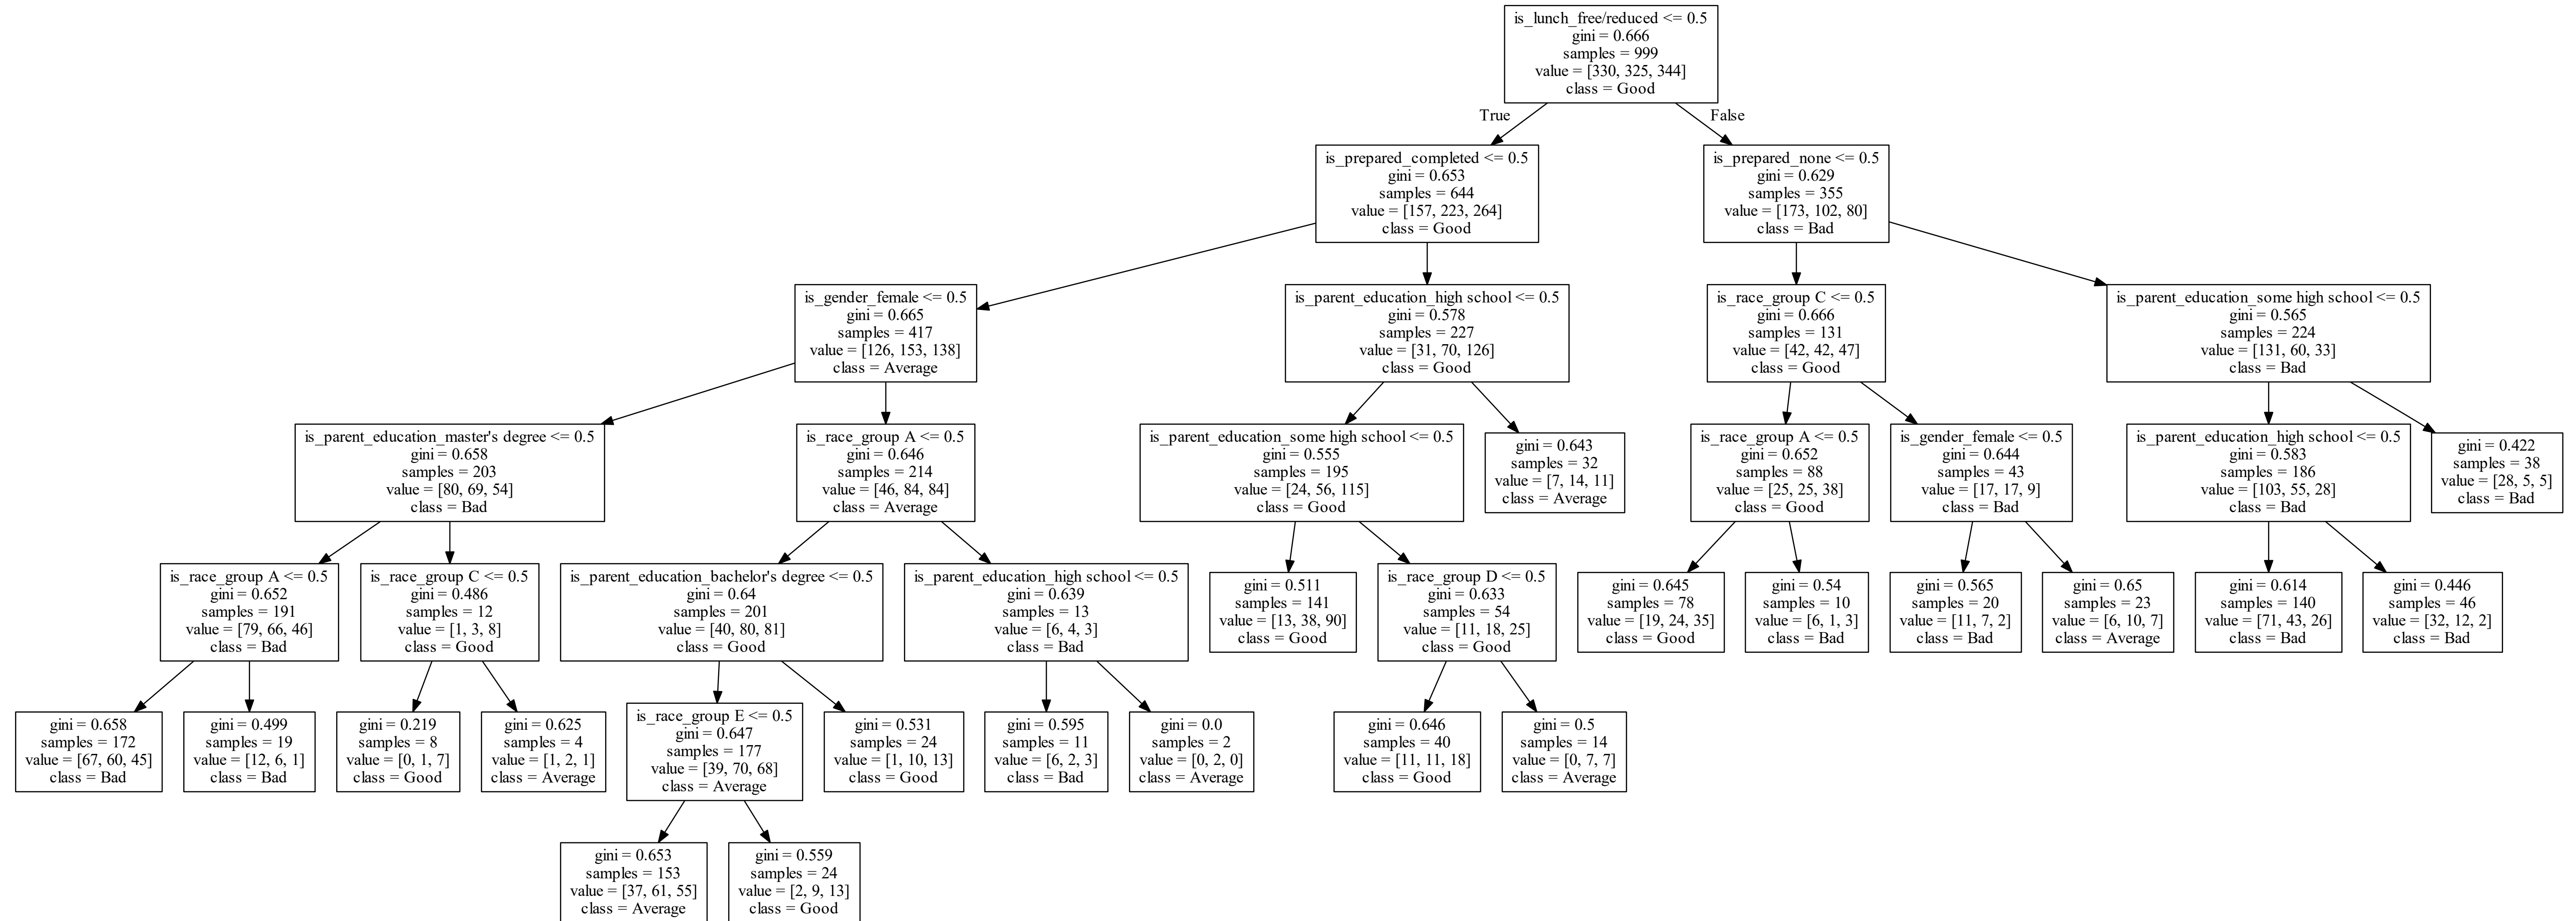 is_lunch_free/reduced <= 0.5
gini = 0.666
samples = 999
value = [330, 325, 344]
class = Good
True
False
is_prepared_completed <= 0.5
gini = 0.653
samples = 644
value = [157, 223, 264]
class = Good
is_prepared_none <= 0.5
gini = 0.629
samples = 355
value = [173, 102, 80]
class = Bad
is_gender_female <= 0.5
gini = 0.665
samples = 417
value = [126, 153, 138]
class = Average
is_parent_education_high school <= 0.5
gini = 0.578
samples = 227
value = [31, 70, 126]
class = Good
is_race_group C <= 0.5
gini = 0.666
samples = 131
value = [42, 42, 47]
class = Good
is_parent_education_some high school <= 0.5
gini = 0.565
samples = 224
value = [131, 60, 33]
class = Bad
is_parent_education_master's degree <= 0.5
gini = 0.658
samples = 203
value = [80, 69, 54]
class = Bad
is_race_group A <= 0.5
gini = 0.646
samples = 214
value = [46, 84, 84]
class = Average
is_parent_education_some high school <= 0.5
gini = 0.555
samples = 195
value = [24, 56, 115]
class = Good
gini = 0.643
samples = 32
value = [7, 14, 11]
class = Average
is_race_group A <= 0.5
gini = 0.652
samples = 88
value = [25, 25, 38]
class = Good
is_gender_female <= 0.5
gini = 0.644
samples = 43
value = [17, 17, 9]
class = Bad
is_parent_education_high school <= 0.5
gini = 0.583
samples = 186
value = [103, 55, 28]
class = Bad
gini = 0.422
samples = 38
value = [28, 5, 5]
class = Bad
is_race_group A <= 0.5
gini = 0.652
samples = 191
value = [79, 66, 46]
class = Bad
is_race_group C <= 0.5
gini = 0.486
samples = 12
value = [1, 3, 8]
class = Good
is_parent_education_bachelor's degree <= 0.5
gini = 0.64
samples = 201
value = [40, 80, 81]
class = Good
is_parent_education_high school <= 0.5
gini = 0.639
samples = 13
value = [6, 4, 3]
class = Bad
gini = 0.511
samples = 141
value = [13, 38, 90]
class = Good
is_race_group D <= 0.5
gini = 0.633
samples = 54
value = [11, 18, 25]
class = Good
gini = 0.645
samples = 78
value = [19, 24, 35]
class = Good
gini = 0.54
samples = 10
value = [6, 1, 3]
class = Bad
gini = 0.565
samples = 20
value = [11, 7, 2]
class = Bad
gini = 0.65
samples = 23
value = [6, 10, 7]
class = Average
gini = 0.614
samples = 140
value = [71, 43, 26]
class = Bad
gini = 0.446
samples = 46
value = [32, 12, 2]
class = Bad
gini = 0.658
samples = 172
value = [67, 60, 45]
class = Bad
gini = 0.499
samples = 19
value = [12, 6, 1]
class = Bad
gini = 0.219
samples = 8
value = [0, 1, 7]
class = Good
gini = 0.625
samples = 4
value = [1, 2, 1]
class = Average
is_race_group E <= 0.5
gini = 0.647
samples = 177
value = [39, 70, 68]
class = Average
gini = 0.531
samples = 24
value = [1, 10, 13]
class = Good
gini = 0.595
samples = 11
value = [6, 2, 3]
class = Bad
gini = 0.0
samples = 2
value = [0, 2, 0]
class = Average
gini = 0.646
samples = 40
value = [11, 11, 18]
class = Good
gini = 0.5
samples = 14
value = [0, 7, 7]
class = Average
gini = 0.653
samples = 153
value = [37, 61, 55]
class = Average
gini = 0.559
samples = 24
value = [2, 9, 13]
class = Good